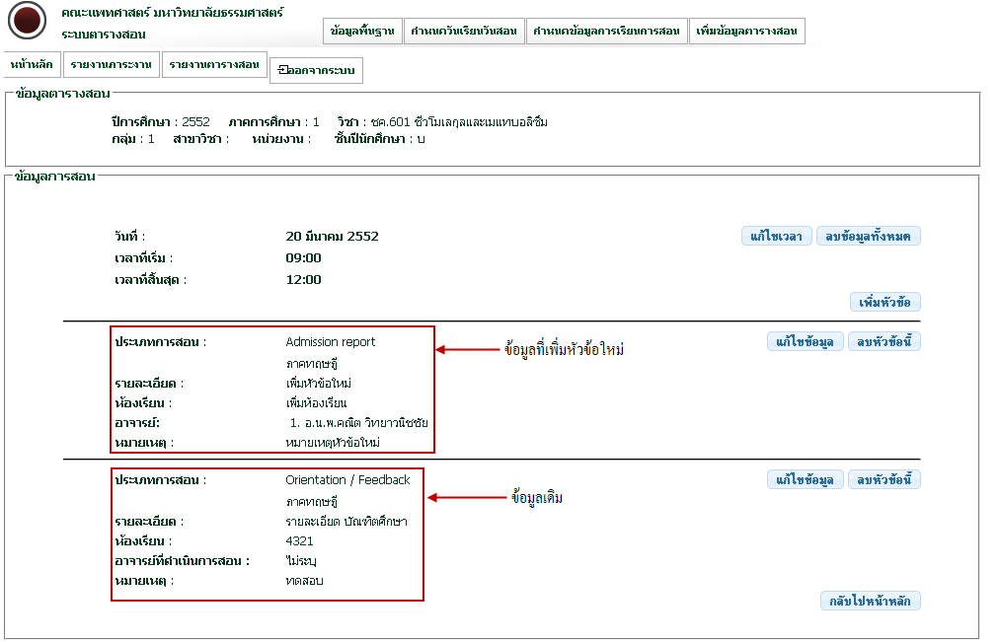 คณะแพทศาสตร์ มหาวิทยาลัยธรรมศาสตร์
ระบบตารางสอน
ข้อมูลพื้นฐาน กำหนดวันเรียนวันสอน กำหนดข้อมูลการเรียนการสอน เพิ่มข้อมูลตารางสอน
หน้าหลัก รายงานภาระงาน รายงานตารางสอน ออกจากระบบ
ข้อมูลตารางสอน
ปีการศึกษา : 2552 ภาคการศึกษา : 1 วิชา : ชค.601 ชีวโมเลกุลและเมแทบอลิซึม
กลุ่ม : 1 สาขาวิชา : หน่วยงาน : ชั้นปีนักศึกษา : บ
ข้อมูลการสอน
วันที่ : 20 มีนาคม 2552 แก้ไขเวลา ลบข้อมูลทั้งหมด
เวลาที่เริ่ม : 09:00
เวลาที่สิ้นสุด : 12:00
เพิ่มหัวข้อ
ประเภทการสอน : Admission report ข้อมูลที่เพิ่มหัวข้อใหม่ แก้ไขข้อมูล ลบหัวข้อนี้
ภาคทฤษฎี
รายละเอียด : เพิ่มหัวข้อใหม่
ห้องเรียน : เพิ่มห้องเรียน
อาจารย์: 1. อ.น.พ.คณิต วิทยาวนิชชัย
หมายเหตุ : หมายเหตุหัวข้อใหม่
ประเภทการสอน : Orientation / Feedback ข้อมูลเดิม แก้ไขข้อมูล ลบหัวข้อนี้
ภาคทฤษฎี
รายละเอียด : รายละเอียด บัณฑิตศึกษา
ห้องเรียน : 4321
อาจารย์ที่ดำเนินการสอน : ไม่ระบุ
หมายเหตุ : ทดสอบ
กลับไปหน้าหลัก